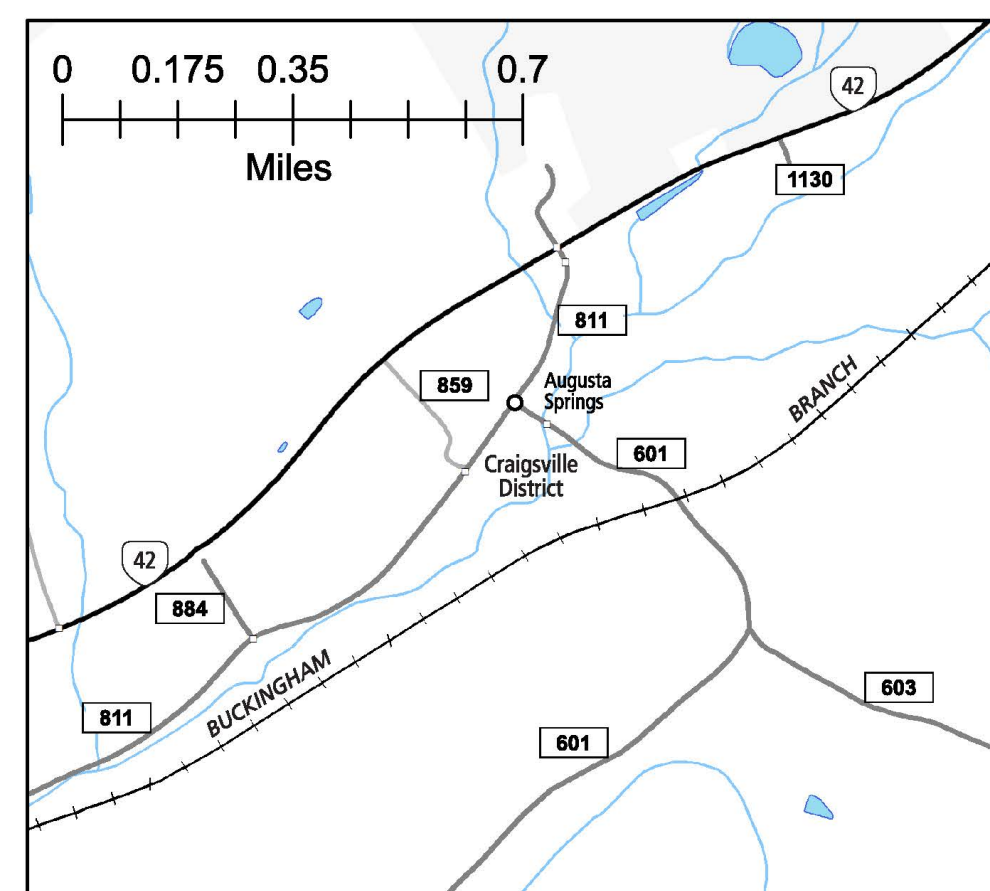 0 0.175 0.35 0.7
Miles
42
1130
811
859
Augusta
Springs
BRANCH
601
Craigsville
District
42
884
BUCKINGHAM
603
811
601